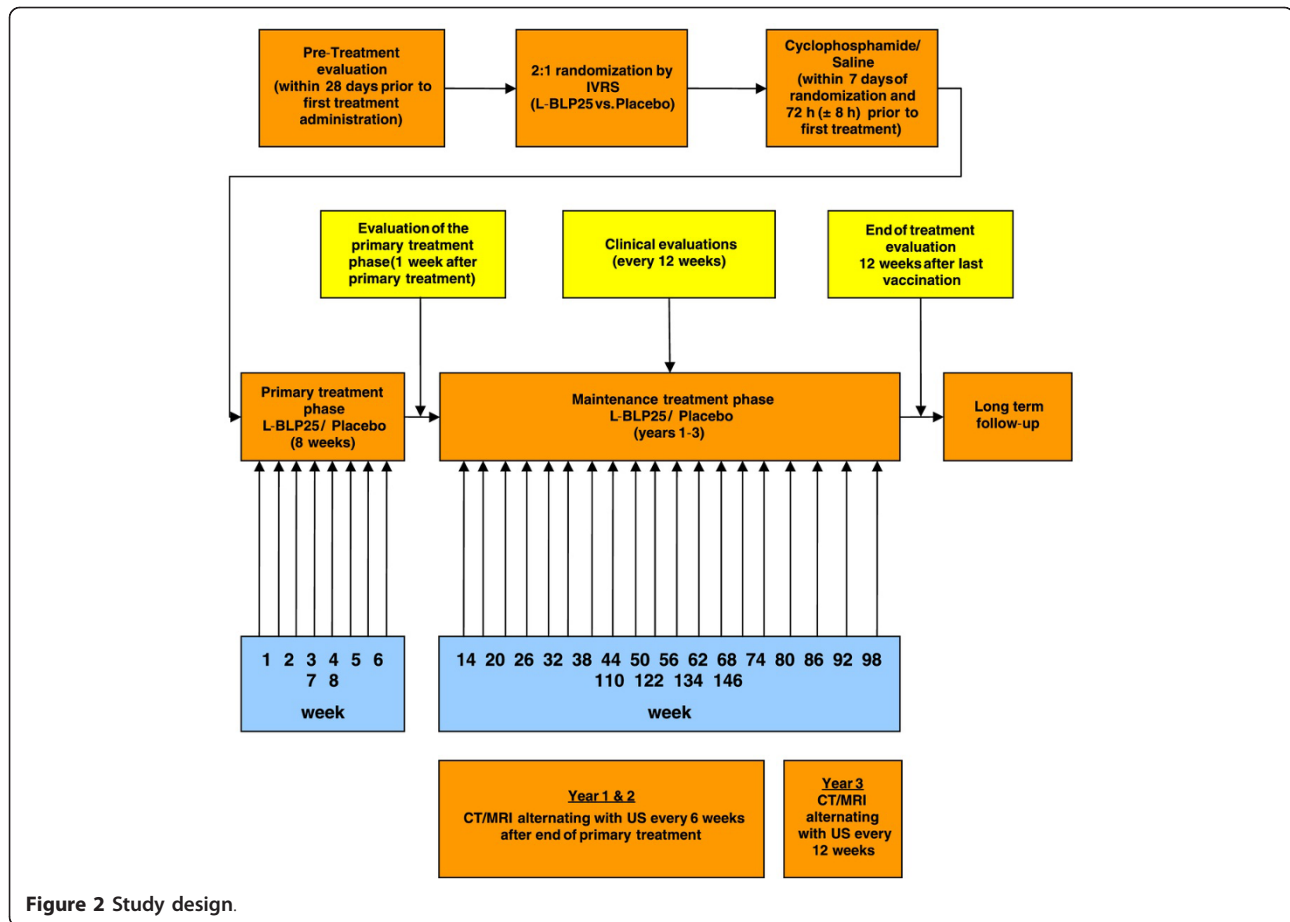 Pre-Treatment
evaluation
(within 28 days prior to
first treatment
administration)
2:1 randomization by
IVRS
(L-BLP25 vs. Placebo)
Cyclophosphamide/
Saline
(within 7 days of
randomization and
72 h (± 8 h) prior to
first treatment)
Evaluation of the
primary treatment
phase(1 week after
primary treatment)
Clinical evaluations
(every 12 weeks)
End of treatment
evaluation
12 weeks after last
vaccination
Primary treatment
phase
L-BLP25/ Placebo
(8 weeks)
Maintenance treatment phase
L-BLP25/ Placebo
(years 1-3)
Long term
follow-up
1 2 3 4 5 6
7 8
week
14 20 26 32 38 44 50 56 62 68 74 80 86 92 98
110 122 134 146
week
Year 1 & 2
CT/MRI alternating with US every 6 weeks
after end of primary treatment
Year 3
CT/MRI
alternating
with US every
12 weeks
Figure 2 Study design.